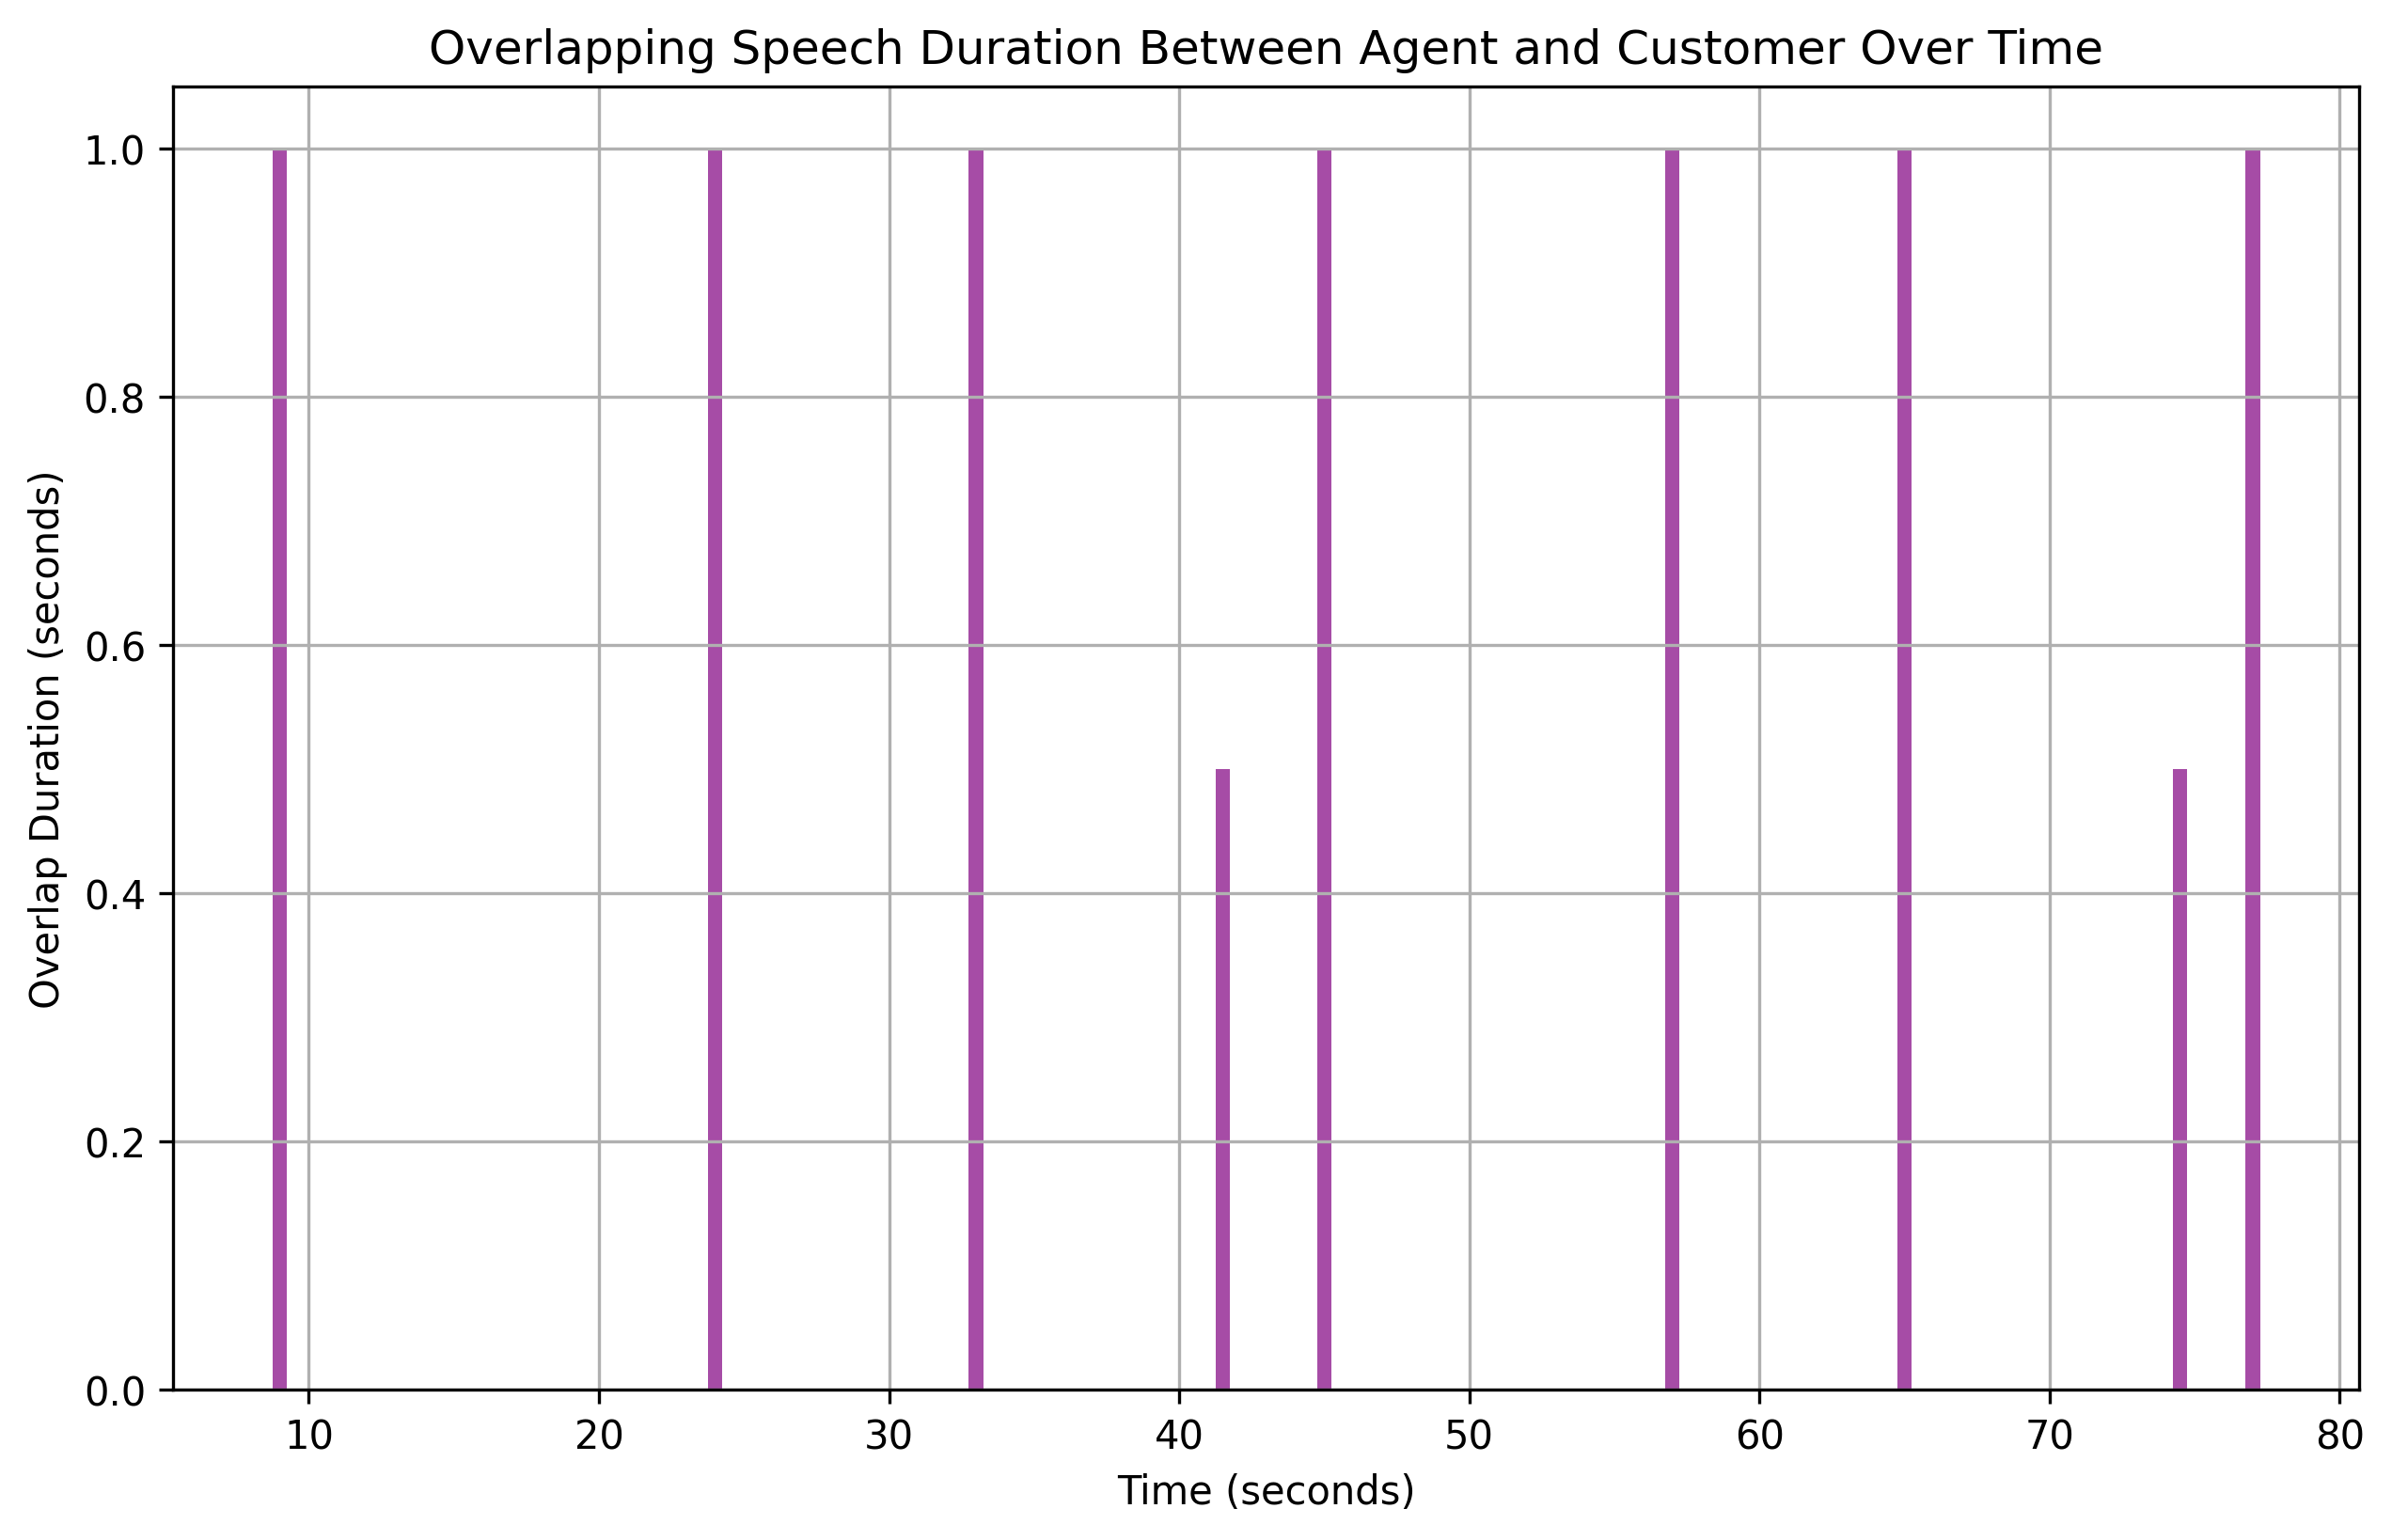 Overlapping Speech Duration Between Agent and Customer Over Time
Overlap Duration (seconds)
1.0
0.8
0.6
0.4
0.2
0.0
10 20 30 40 50 60 70 80
Time (seconds)